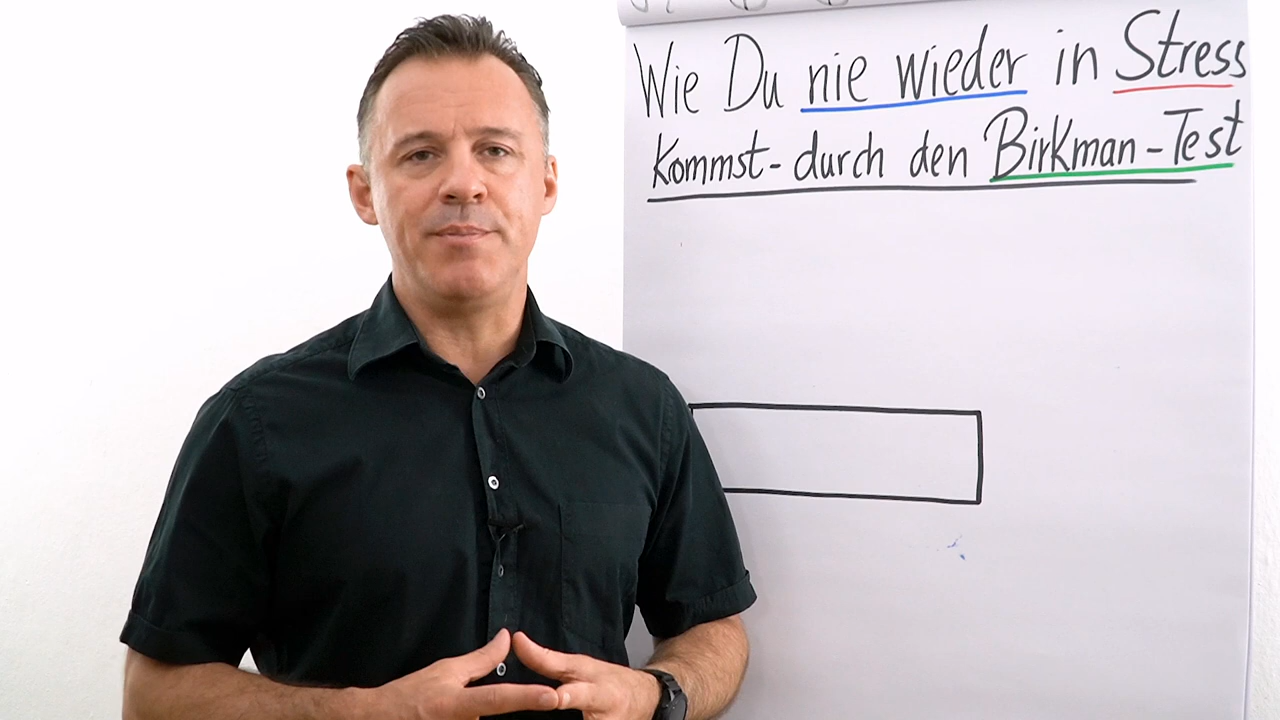 Wie Du nie wieder in Stress
kommst - durch den Birkman-Test